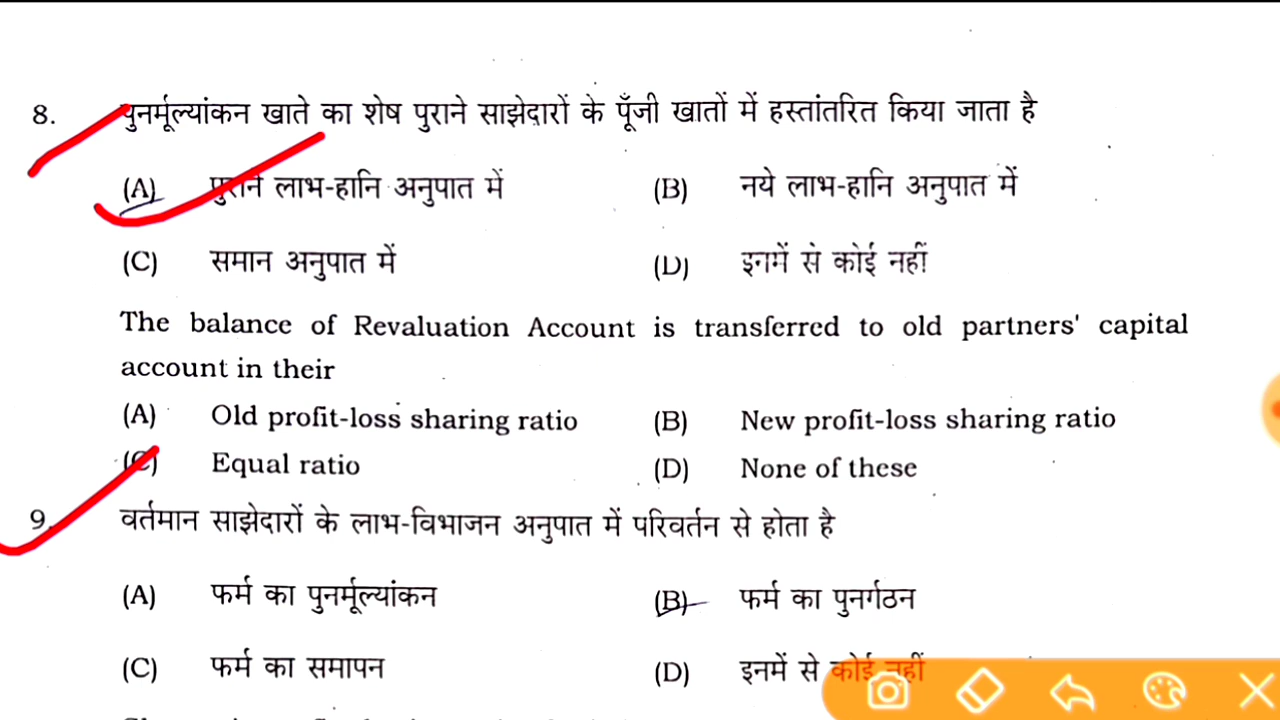 8. पुनर्मूल्यांकन खाते का शेष पुराने साझेदारों के पूँजी खातों में हस्तांतरित किया जाता है
(A) पुराने लाभ-हानि अनुपात में (B) नये लाभ-हानि अनुपात में
(C) समान अनुपात में (D) इनमें से कोई नहीं
The balance of Revaluation Account is transferred to old partners' capital
account in their
(A) Old profit-loss sharing ratio (B) New profit-loss sharing ratio
(C) Equal ratio (D) None of these
9. वर्तमान साझेदारों के लाभ-विभाजन अनुपात में परिवर्तन से होता है
(A) फर्म का पुनर्मूल्यांकन (B) फर्म का पुनर्गठन
(C) फर्म का समापन (D) इनमें से कोई नहीं